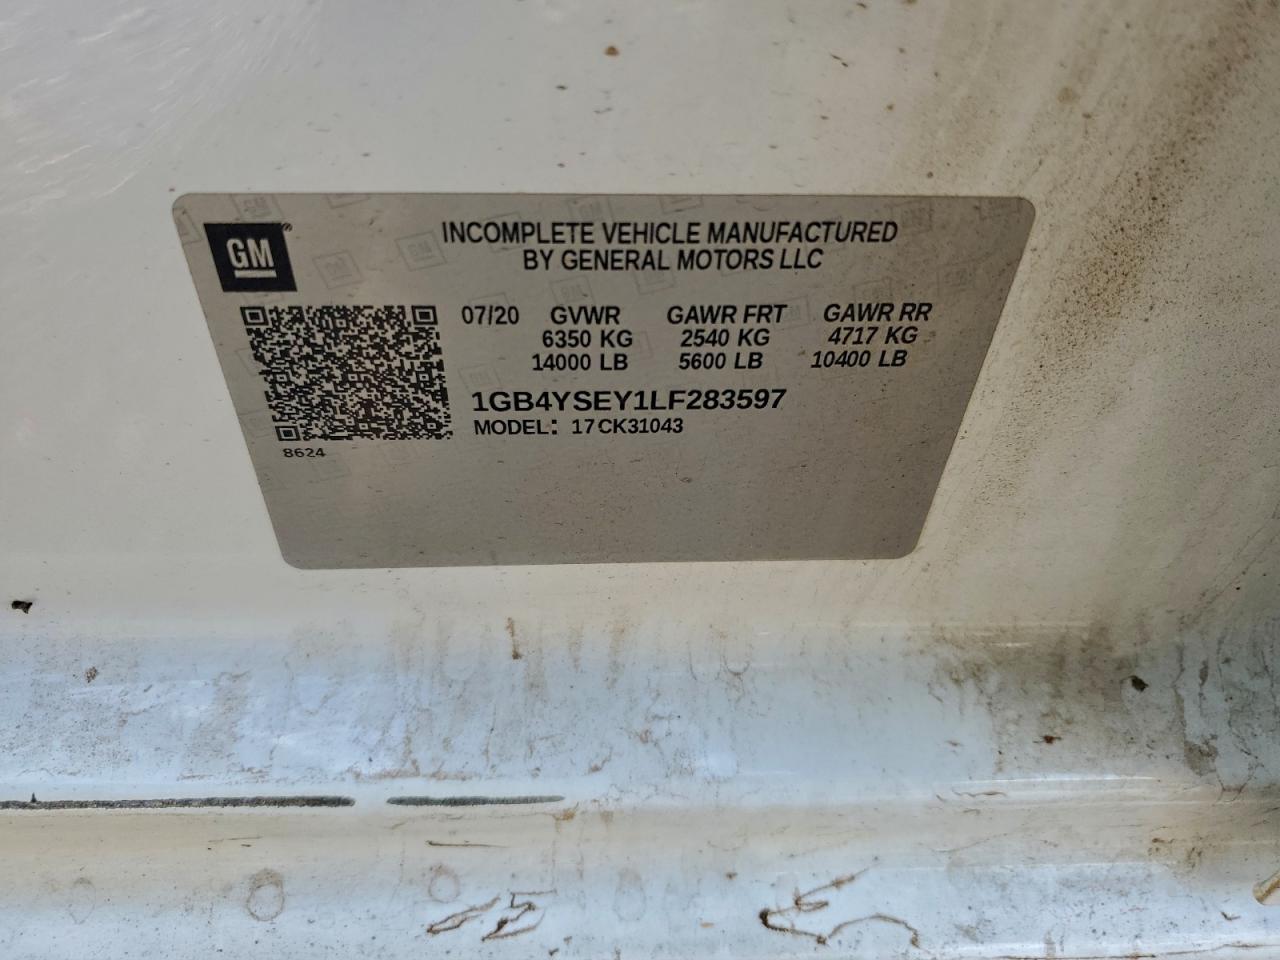 GM®
INCOMPLETE VEHICLE MANUFACTURED
BY GENERAL MOTORS LLC
07/20 GVWR GAWR FRT GAWR RR
6350 KG 2540 KG 4717 KG
14000 LB 5600 LB 10400 LB
1GB4YSEY1LF283597
MODEL: 17CK31043
8624